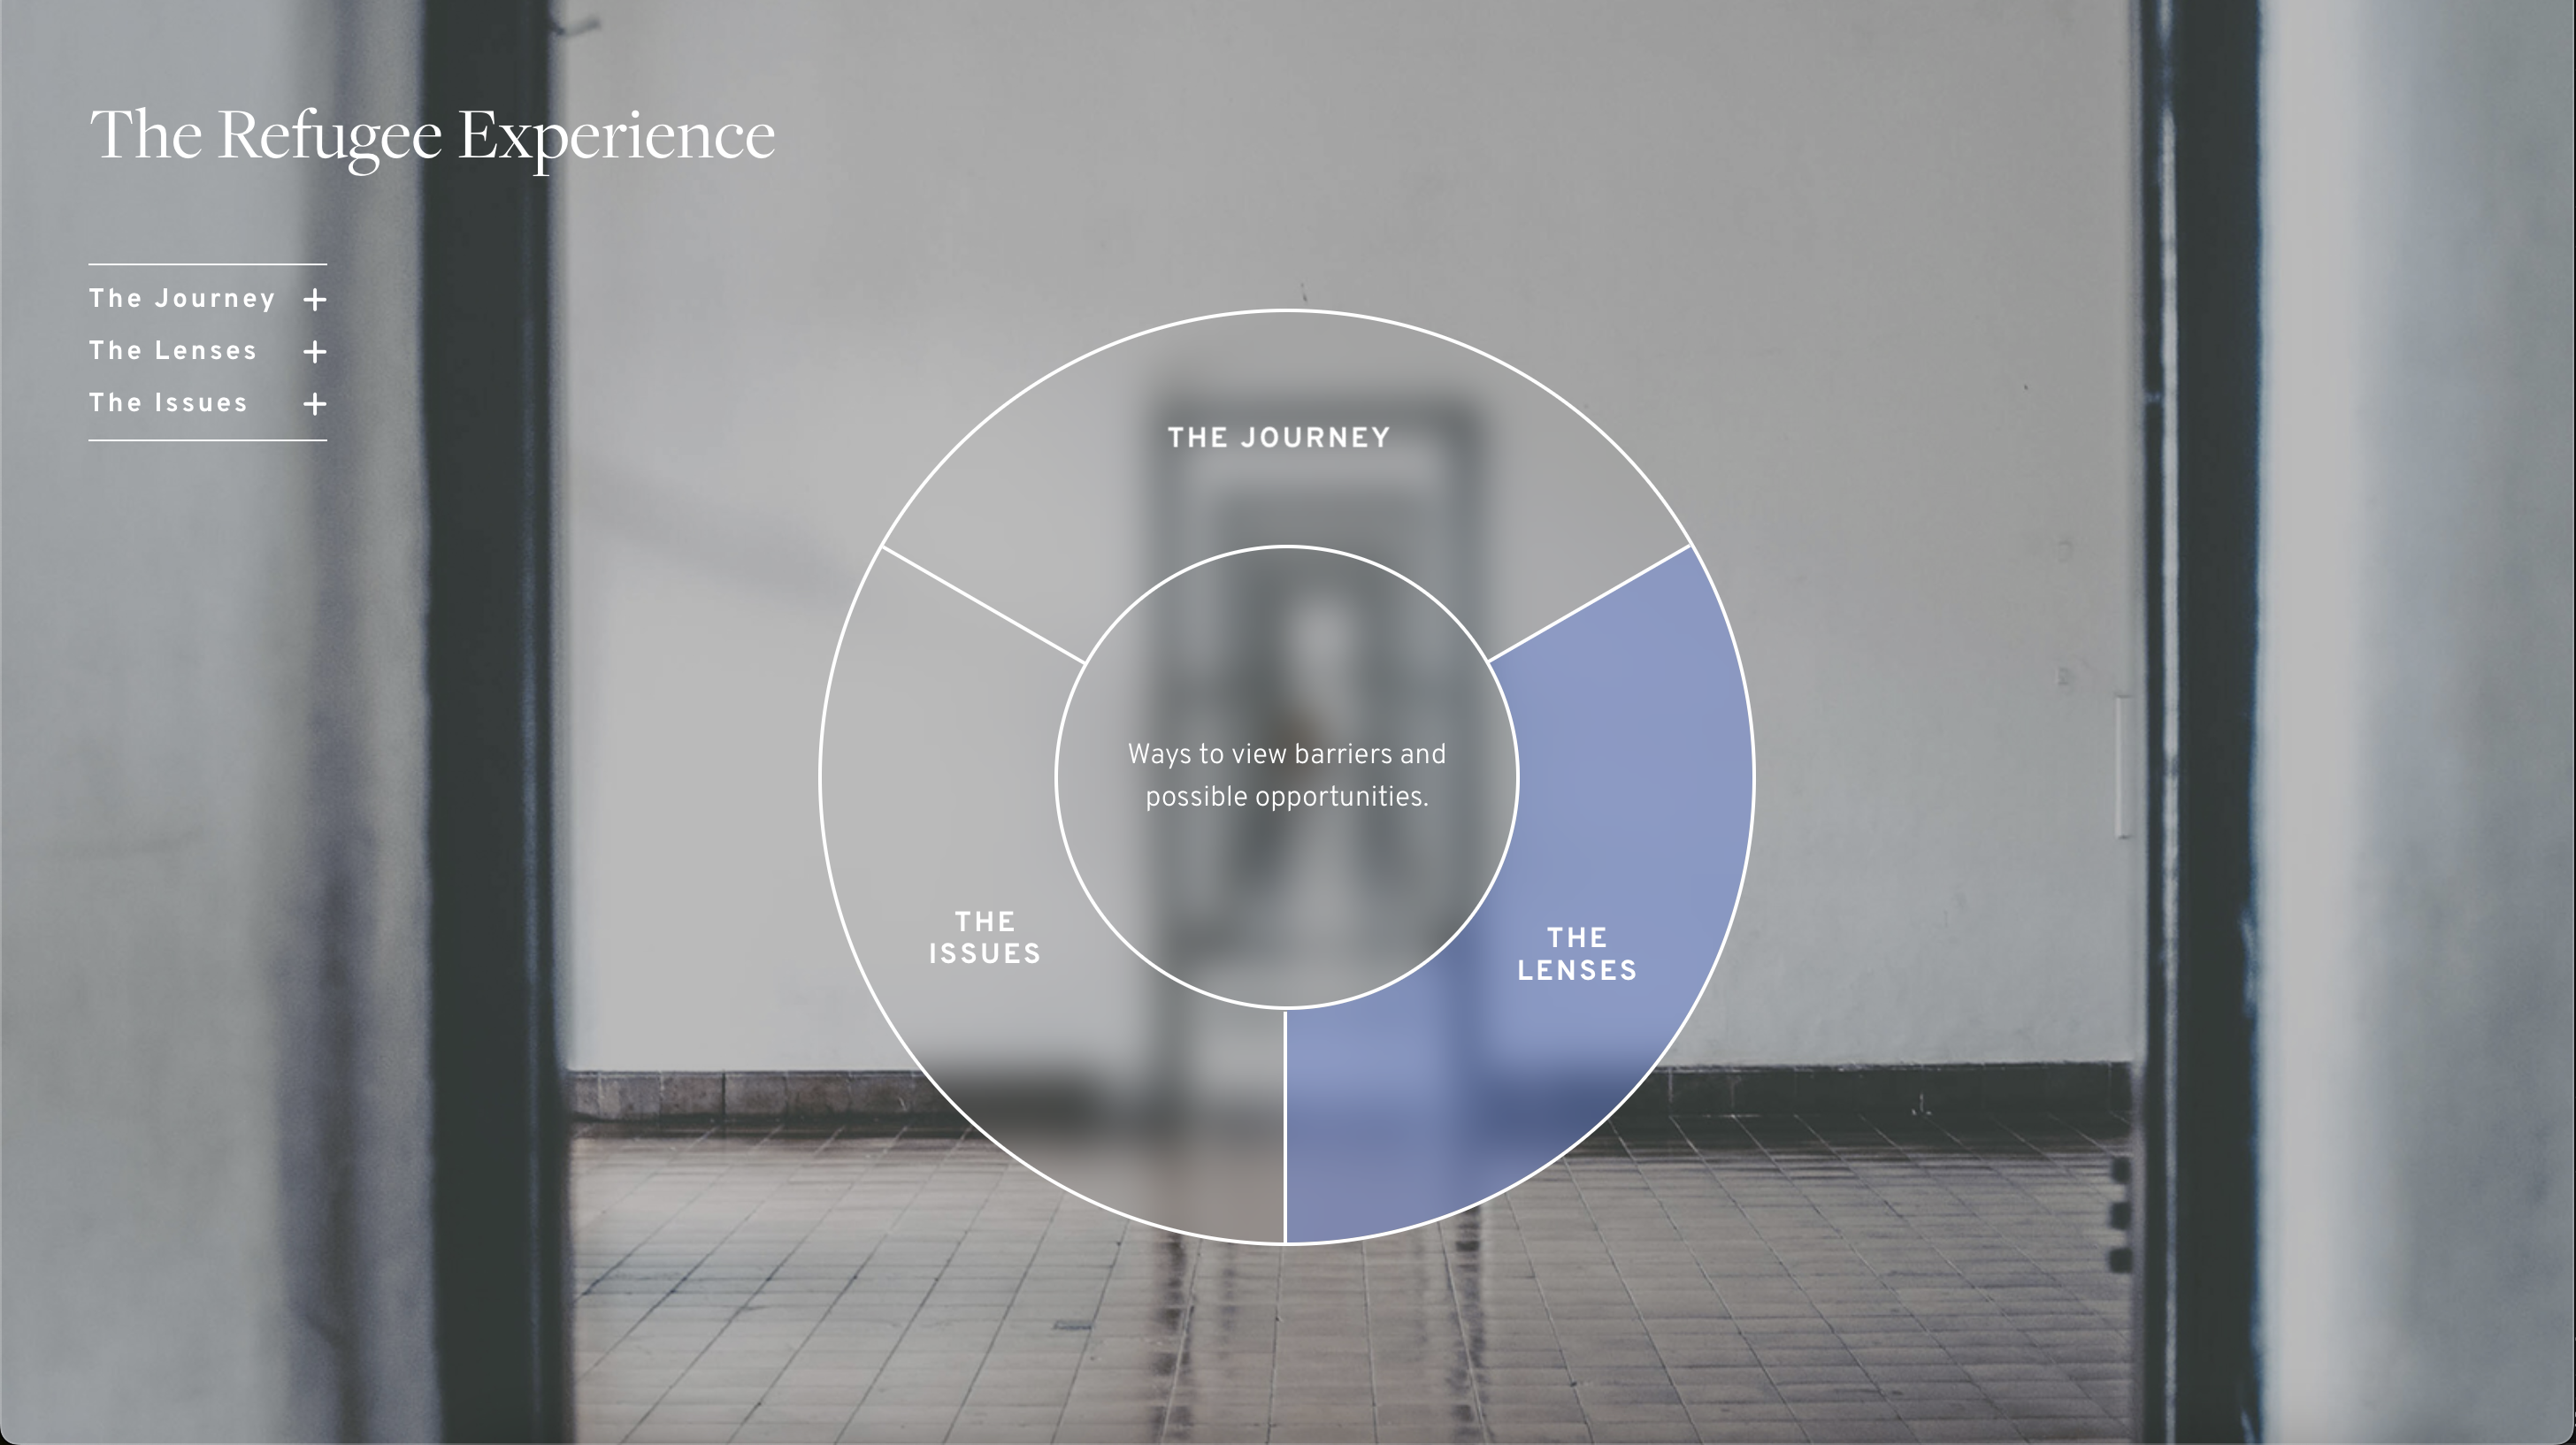 The Refugee Experience
The Journey +
The Lenses +
The Issues +
THE JOURNEY
Ways to view barriers and
possible opportunities.
THE
ISSUES
THE
LENSES